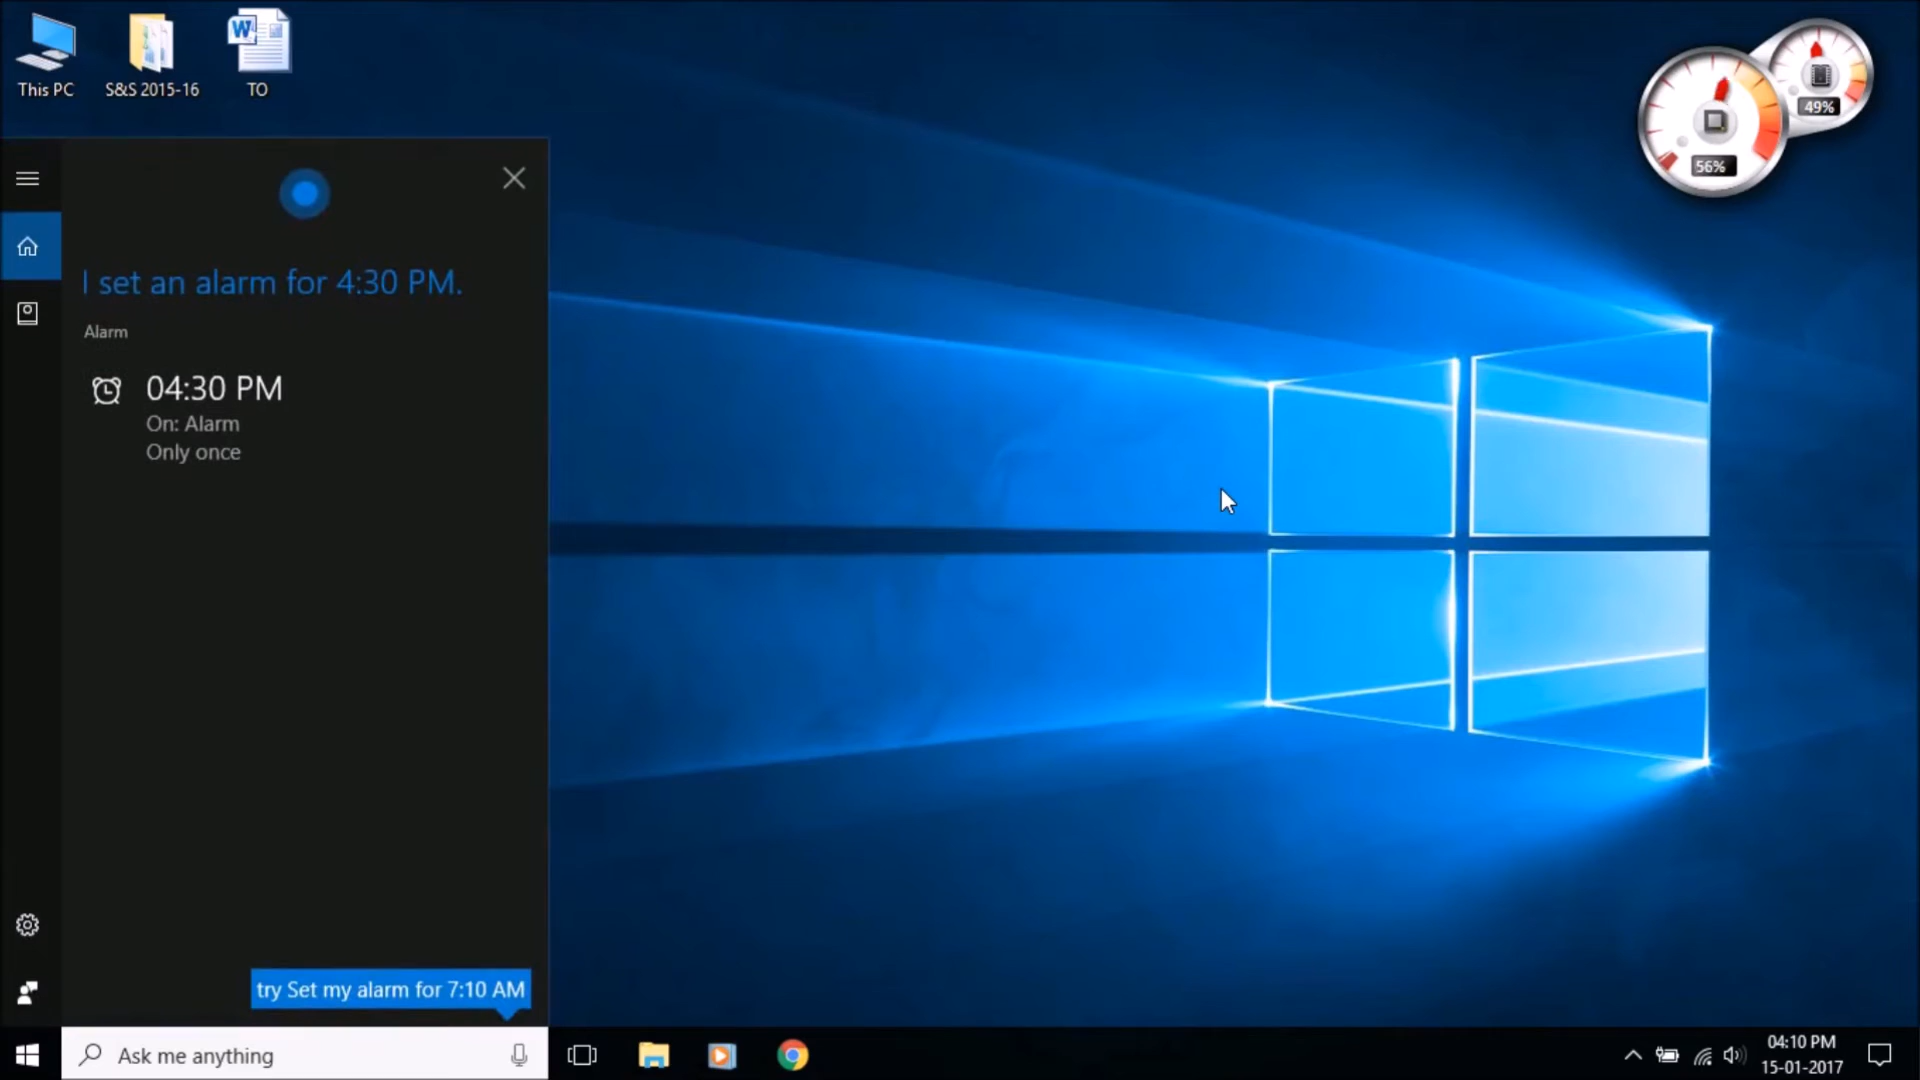 This PC
S&S 2015-16
TO
49%
56%
I set an alarm for 4:30 PM.
Alarm
04:30 PM
On: Alarm
Only once
try Set my alarm for 7:10 AM
Ask me anything
04:10 PM
15-01-2017